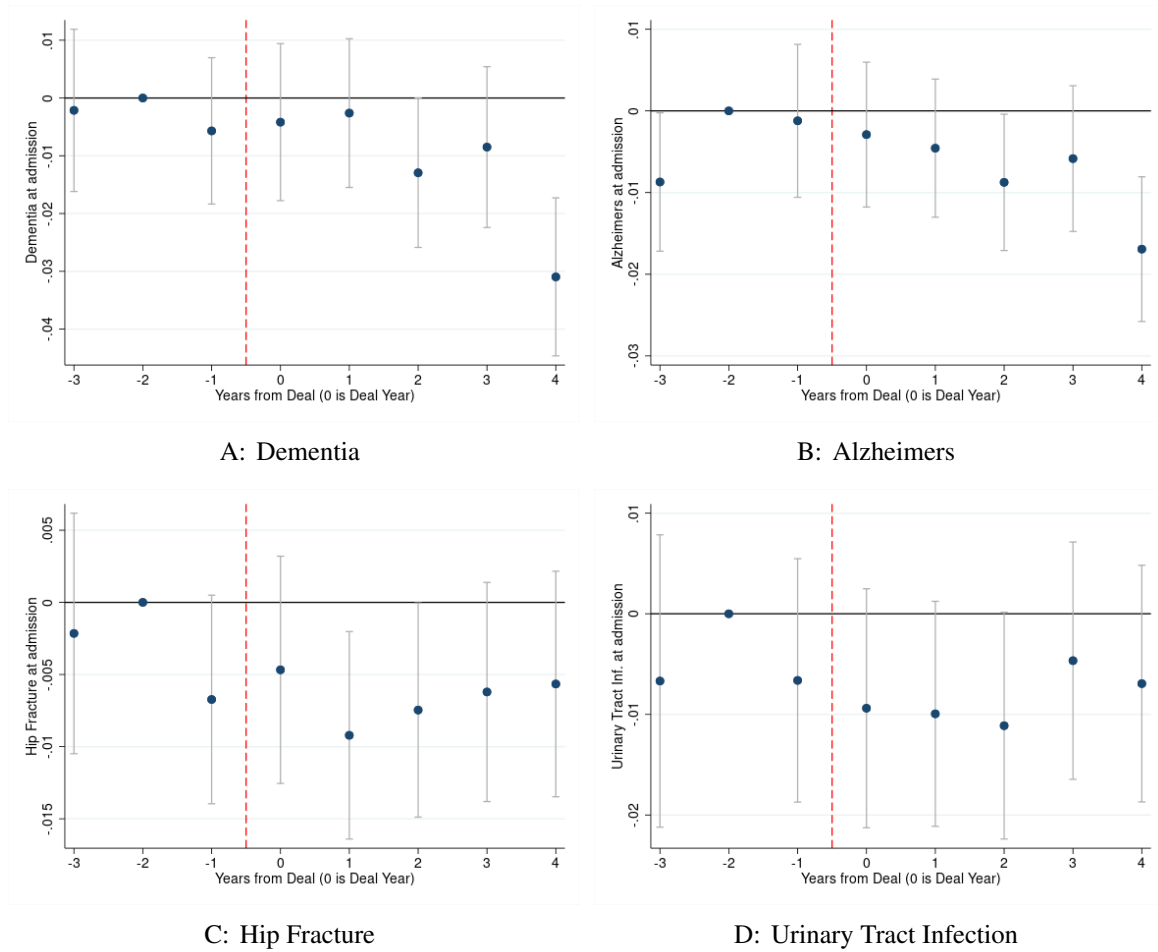 .01
0
-.01
-.02
-.03
-.04
Dementia at admission
-3 -2 -1 0 1 2 3 4
Years from Deal (0 is Deal Year)
A: Dementia
.01
0
-.01
-.02
-.03
Alzheimers at admission
-3 -2 -1 0 1 2 3 4
Years from Deal (0 is Deal Year)
B: Alzheimers
.005
0
-.005
-.01
-.015
Hip Fracture at admission
-3 -2 -1 0 1 2 3 4
Years from Deal (0 is Deal Year)
C: Hip Fracture
.01
0
-.01
-.02
Urinary Tract Inf. at admission
-3 -2 -1 0 1 2 3 4
Years from Deal (0 is Deal Year)
D: Urinary Tract Infection